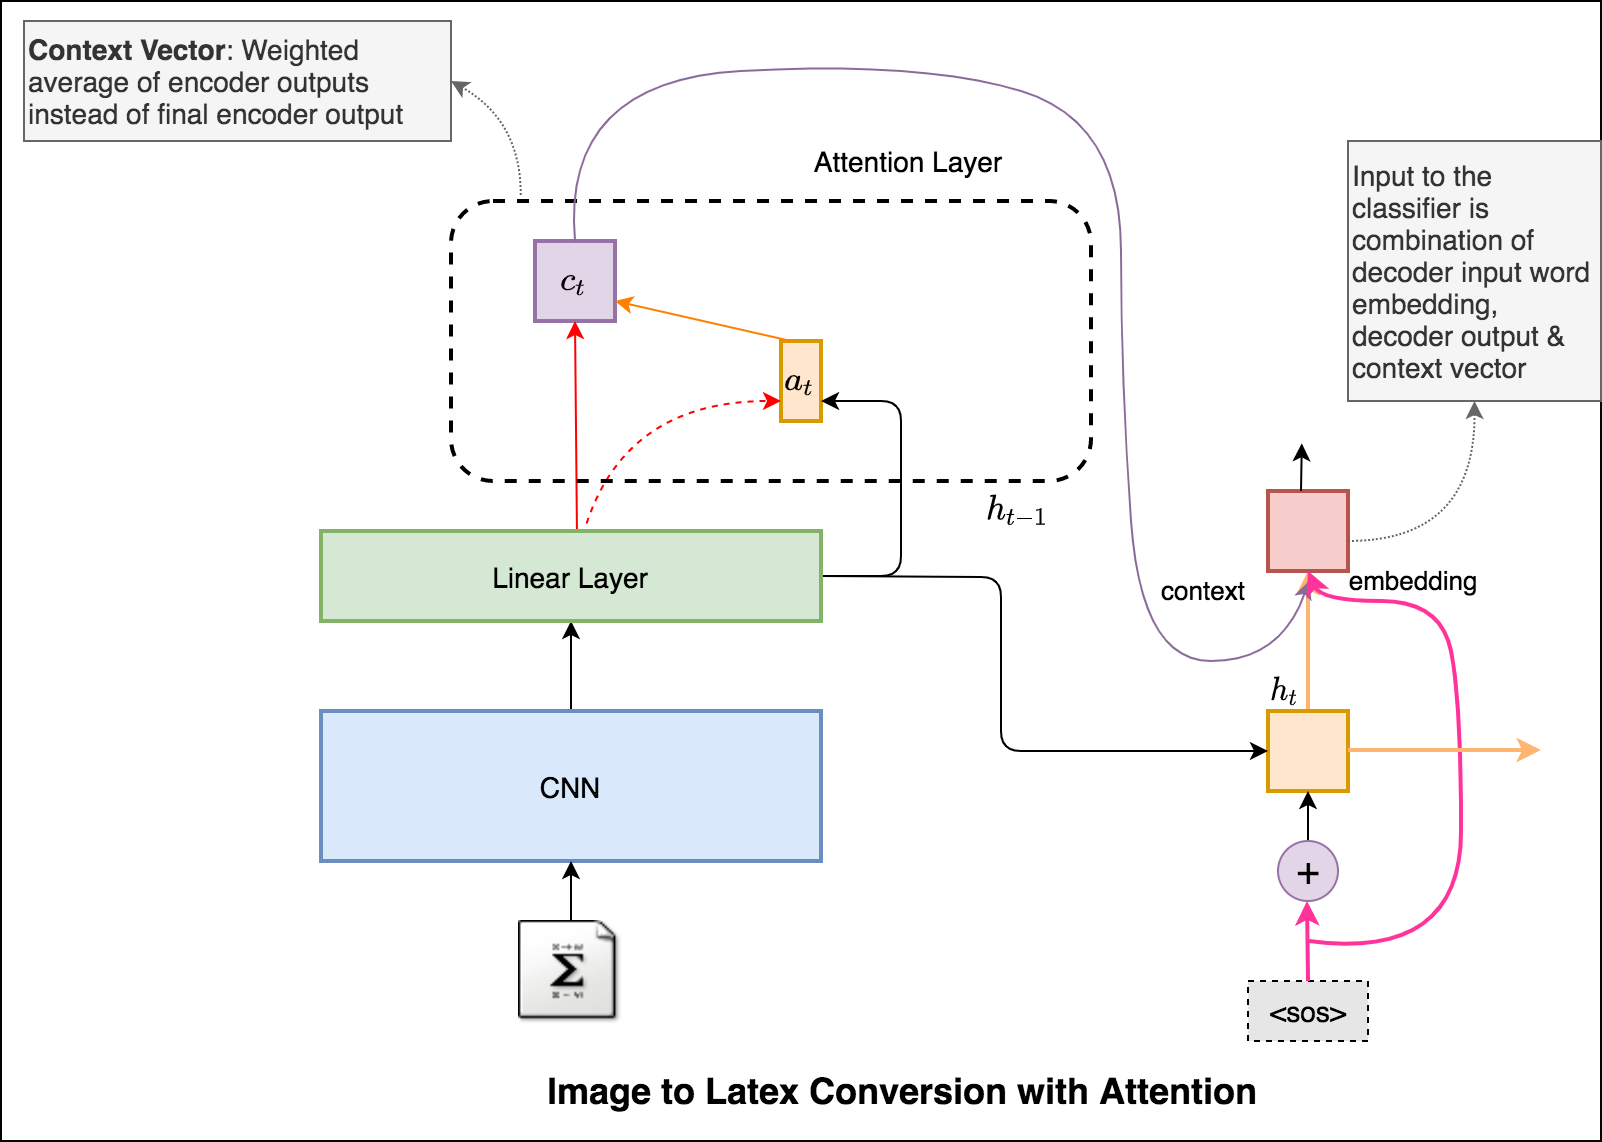 Context Vector: Weighted
average of encoder outputs
instead of final encoder output
Attention Layer
Input to the
classifier is
combination of
decoder input word
embedding,
decoder output &
context vector
c_t
a_t
h_{t-1}
Linear Layer
context
embedding
h_t
CNN
+
Σ
<sos>
Image to Latex Conversion with Attention